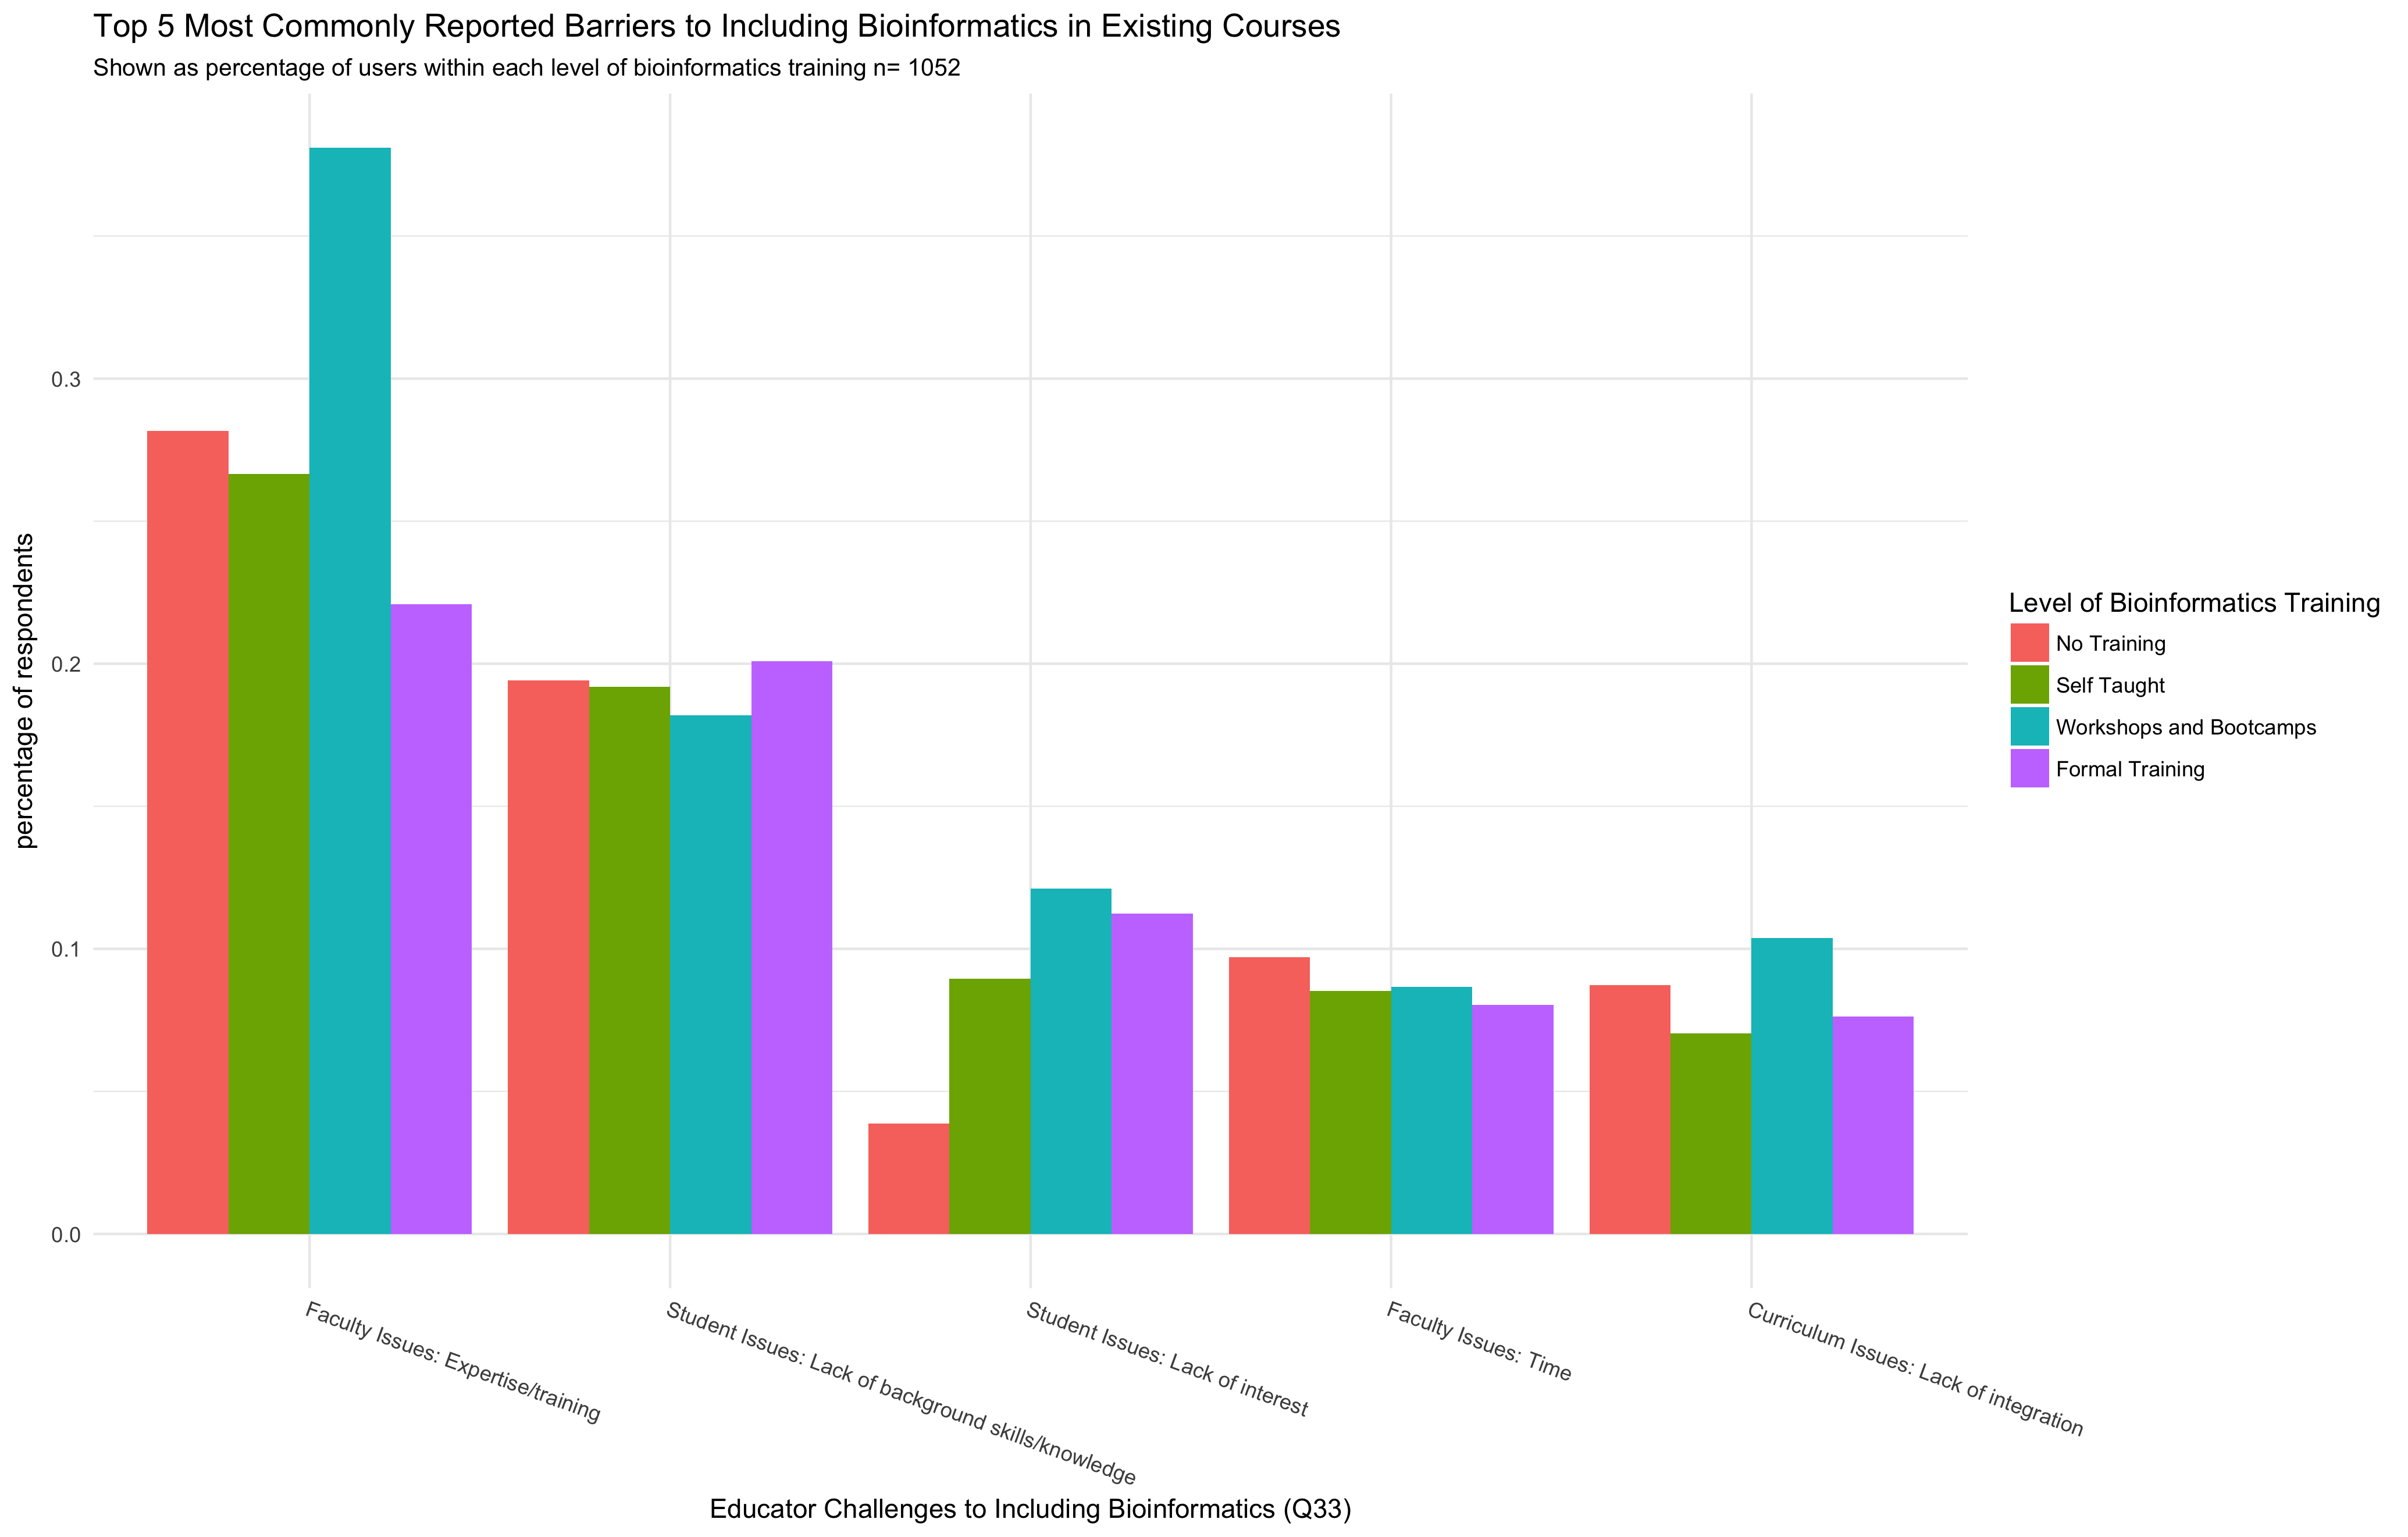 Top 5 Most Commonly Reported Barriers to Including Bioinformatics in Existing Courses
Shown as percentage of users within each level of bioinformatics training n= 1052
percentage of respondents
0.3
0.2
0.1
0.0
Faculty Issues: Expertise/training
Student Issues: Lack of background skills/knowledge
Student Issues: Lack of interest
Faculty Issues: Time
Curriculum Issues: Lack of integration
Educator Challenges to Including Bioinformatics (Q33)
Level of Bioinformatics Training
No Training
Self Taught
Workshops and Bootcamps
Formal Training